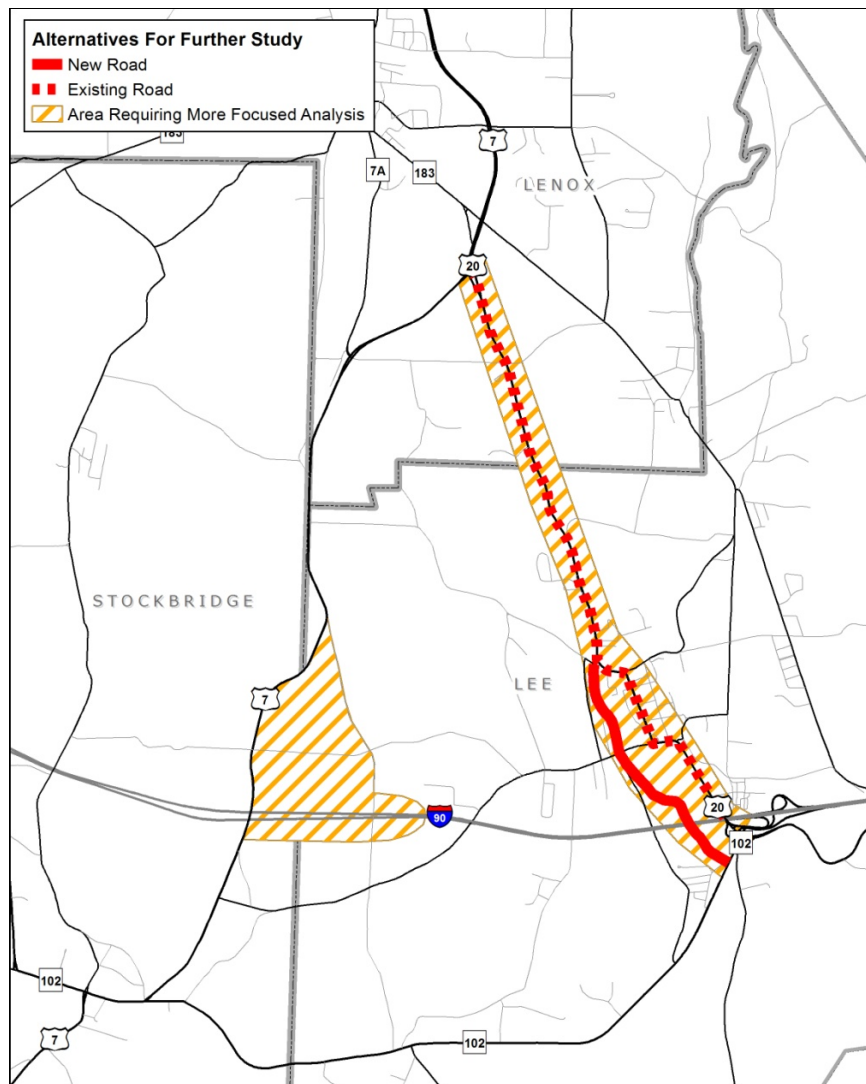 Alternatives For Further Study
New Road
Existing Road
Area Requiring More Focused Analysis
183
7
7A
183
LENOX
20
STOCKBRIDGE
LEE
7
20
90
102
102
7
102